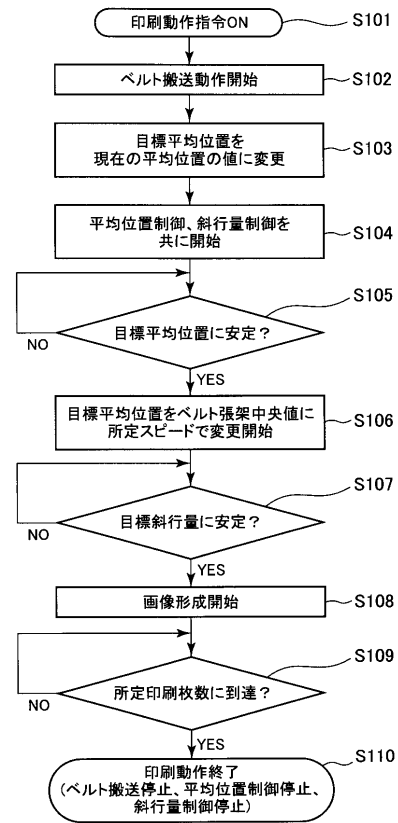 印刷動作指令ON
S101
ベルト搬送動作開始
S102
目標平均位置を
現在の平均位置の値に変更
S103
平均位置制御、斜行量制御を
共に開始
S104
目標平均位置に安定?
S105
NO
YES
目標平均位置をベルト張架中央値に
所定スピードで変更開始
S106
目標斜行量に安定?
S107
NO
YES
画像形成開始
S108
所定印刷枚数に到達?
S109
NO
YES
印刷動作終了
(ベルト搬送停止、平均位置制御停止、
斜行量制御停止)
S110